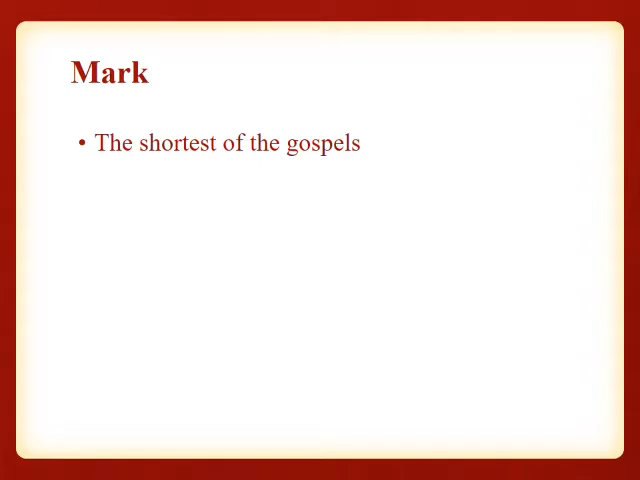 Mark
• The shortest of the gospels